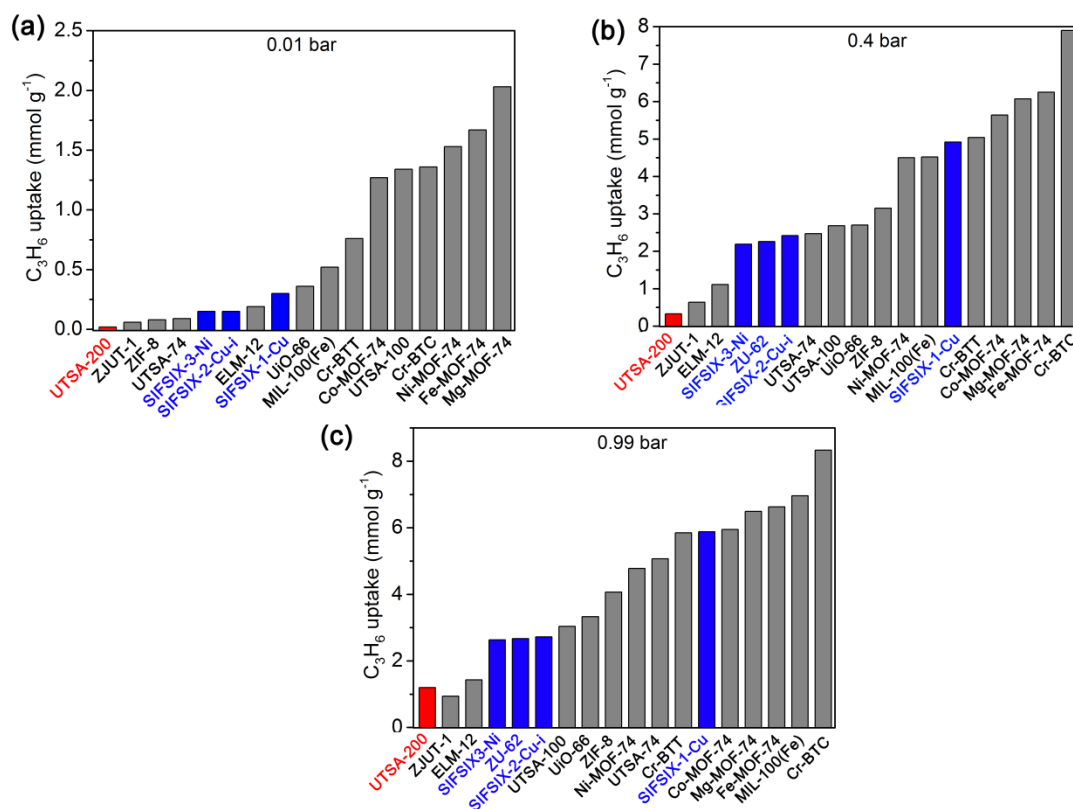 (a)
0.01 bar
C₃H₆ uptake (mmol g⁻¹)
2.5
2.0
1.5
1.0
0.5
0.0
UTSA-200
ZJUT-1
ZIF-8
UTSA-74
SIFSIX-3-Ni
SIFSIX-2-Cu-i
ELM-12
SIFSIX-1-Cu
UiO-66
MIL-100(Fe)
Cr-BTT
Co-MOF-74
UTSA-100
Cr-BTC
Ni-MOF-74
Fe-MOF-74
Mg-MOF-74
(b)
0.4 bar
C₃H₆ uptake (mmol g⁻¹)
8
7
6
5
4
3
2
1
0
UTSA-200
ZJUT-1
ELM-12
SIFSIX-3-Ni
ZU-62
SIFSIX-2-Cu-i
UTSA-74
UTSA-100
UiO-66
ZIF-8
Ni-MOF-74
MIL-100(Fe)
SIFSIX-1-Cu
Cr-BTT
Co-MOF-74
Mg-MOF-74
Fe-MOF-74
Cr-BTC
(c)
0.99 bar
C₃H₆ uptake (mmol g⁻¹)
8
6
4
2
0
UTSA-200
ZJUT-1
ELM-12
SIFSIX3-Ni
ZU-62
SIFSIX-2-Cu-i
UTSA-100
UiO-66
ZIF-8
Ni-MOF-74
UTSA-74
Cr-BTT
SIFSIX-1-Cu
Co-MOF-74
Mg-MOF-74
Fe-MOF-74
MIL-100(Fe)
Cr-BTC